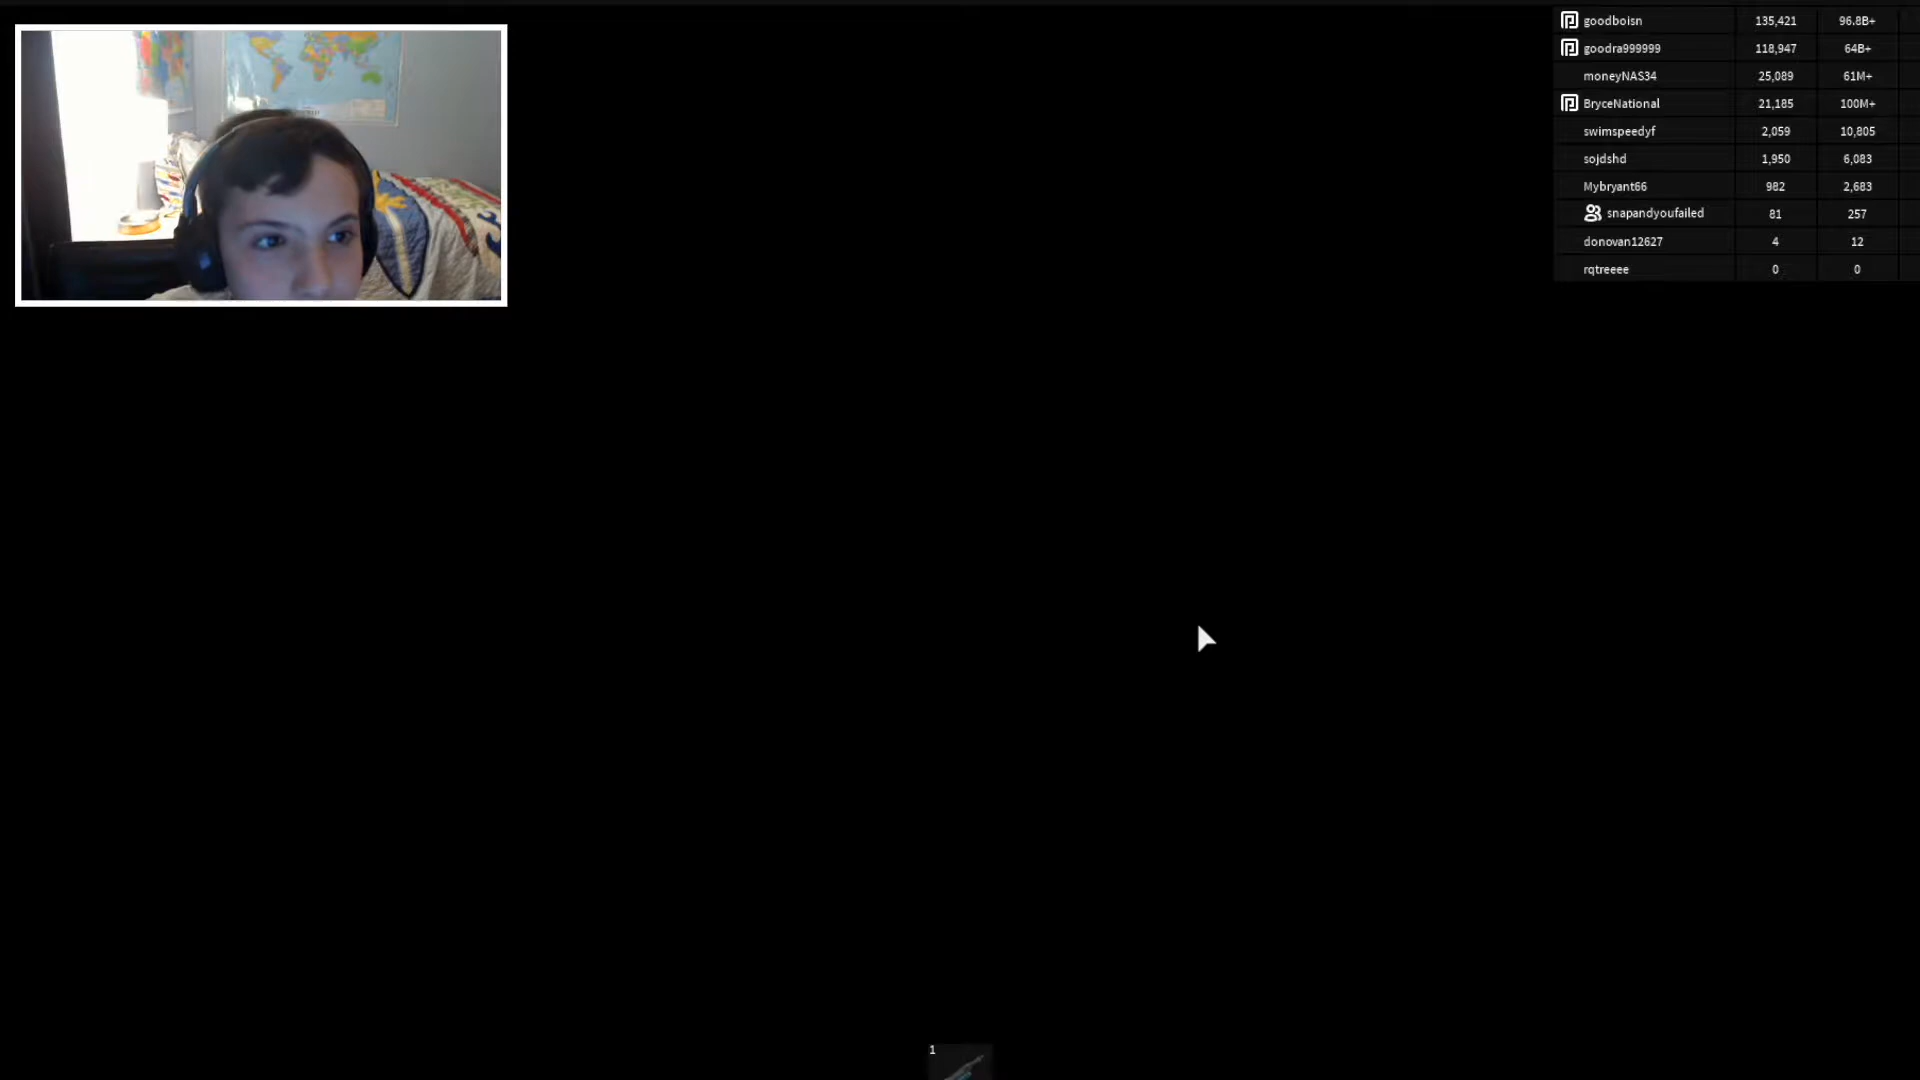 goodboisn 135,421 96.8B+
goodra999999 118,947 64B+
moneyNAS34 25,089 61M+
BryceNational 21,185 100M+
swimspeedyf 2,059 10,805
sojdshd 1,950 6,083
Mybryant66 982 2,683
snapandyoufailed 81 257
donovan12627 4 12
rqtreeee 0 0
1